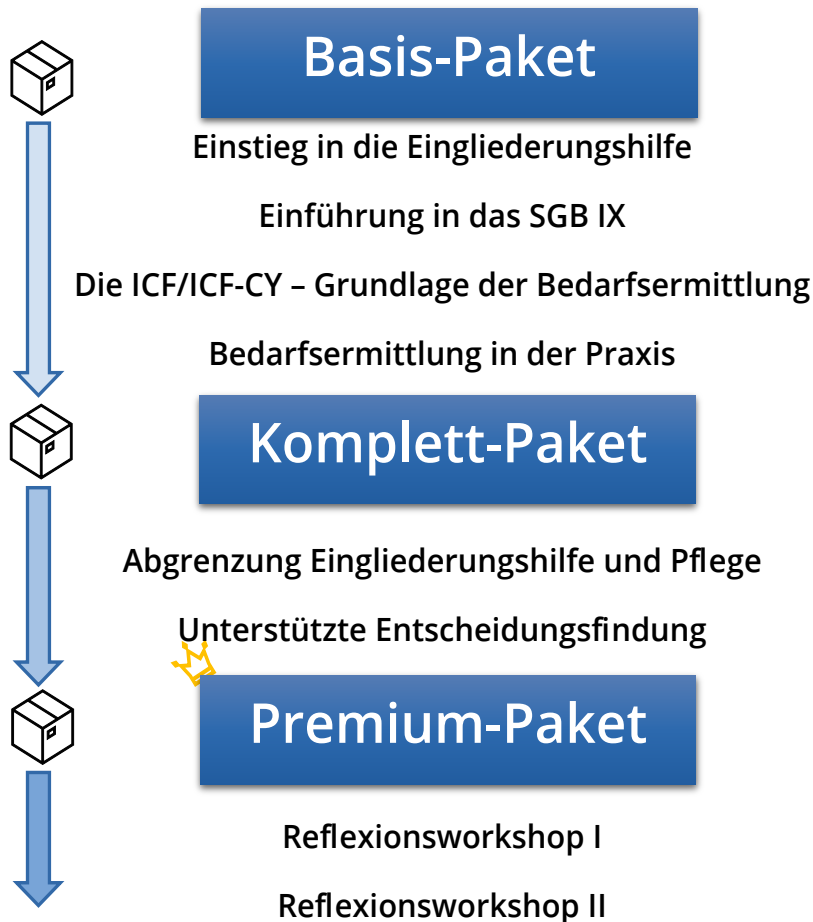 Basis-Paket
Einstieg in die Eingliederungshilfe
Einführung in das SGB IX
Die ICF/ICF-CY – Grundlage der Bedarfsermittlung
Bedarfsermittlung in der Praxis
Komplett-Paket
Abgrenzung Eingliederungshilfe und Pflege
Unterstützte Entscheidungsfindung
Premium-Paket
Reflexionsworkshop I
Reflexionsworkshop II